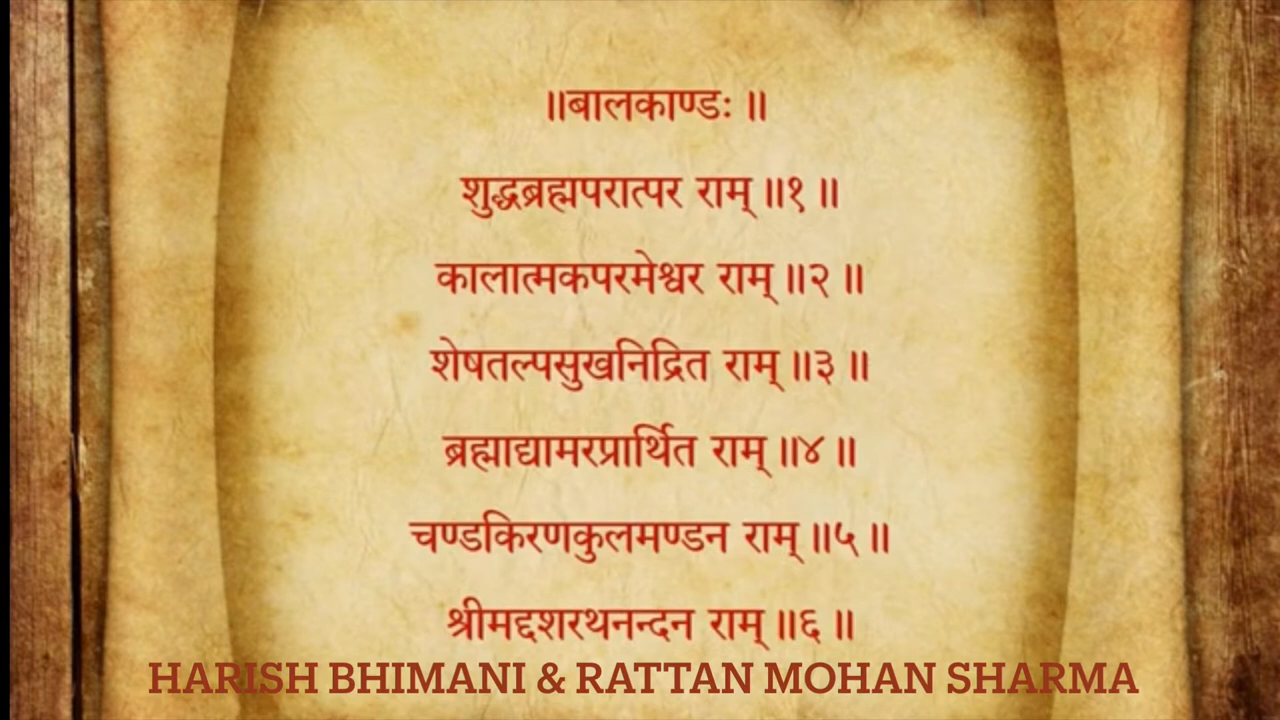 ॥बालकाण्डः ॥
शुद्धब्रह्मपरात्पर राम् ॥१ ॥
कालात्मकपरमेश्वर राम् ॥२ ॥
शेषतल्पसुखनिद्रित राम् ॥३ ॥
ब्रह्माद्यामरप्रार्थित राम् ॥४ ॥
चण्डकिरणकुलमण्डन राम् ॥५ ॥
श्रीमद्दशरथनन्दन राम् ॥६ ॥
HARISH BHIMANI & RATTAN MOHAN SHARMA